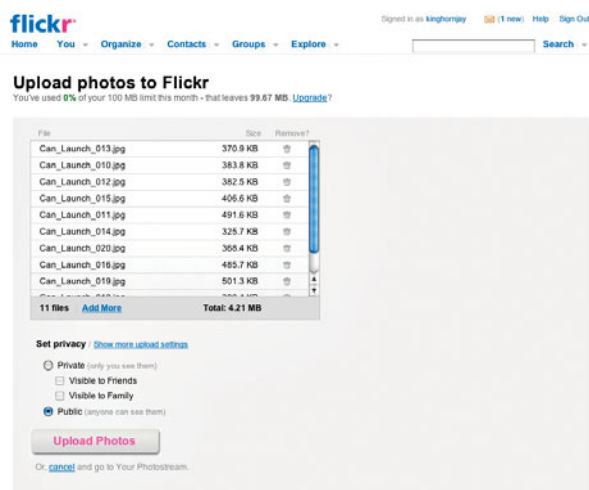 flickr
Signed in as kinghornjay (1 new) Help Sign Out
Home You Organize Contacts Groups Explore Search
Upload photos to Flickr
You've used 0% of your 100 MB limit this month - that leaves 99.67 MB. Upgrade?
File Size Remove?
Can_Launch_013.jpg 370.9 KB
Can_Launch_010.jpg 383.8 KB
Can_Launch_012.jpg 382.5 KB
Can_Launch_015.jpg 406.6 KB
Can_Launch_011.jpg 491.6 KB
Can_Launch_014.jpg 325.7 KB
Can_Launch_020.jpg 368.4 KB
Can_Launch_016.jpg 485.7 KB
Can_Launch_019.jpg 501.3 KB
11 files Add More Total: 4.21 MB
Set privacy / Show more upload settings
Private (only you see them)
Visible to Friends
Visible to Family
Public (anyone can see them)
Upload Photos
Or, cancel and go to Your Photostream.